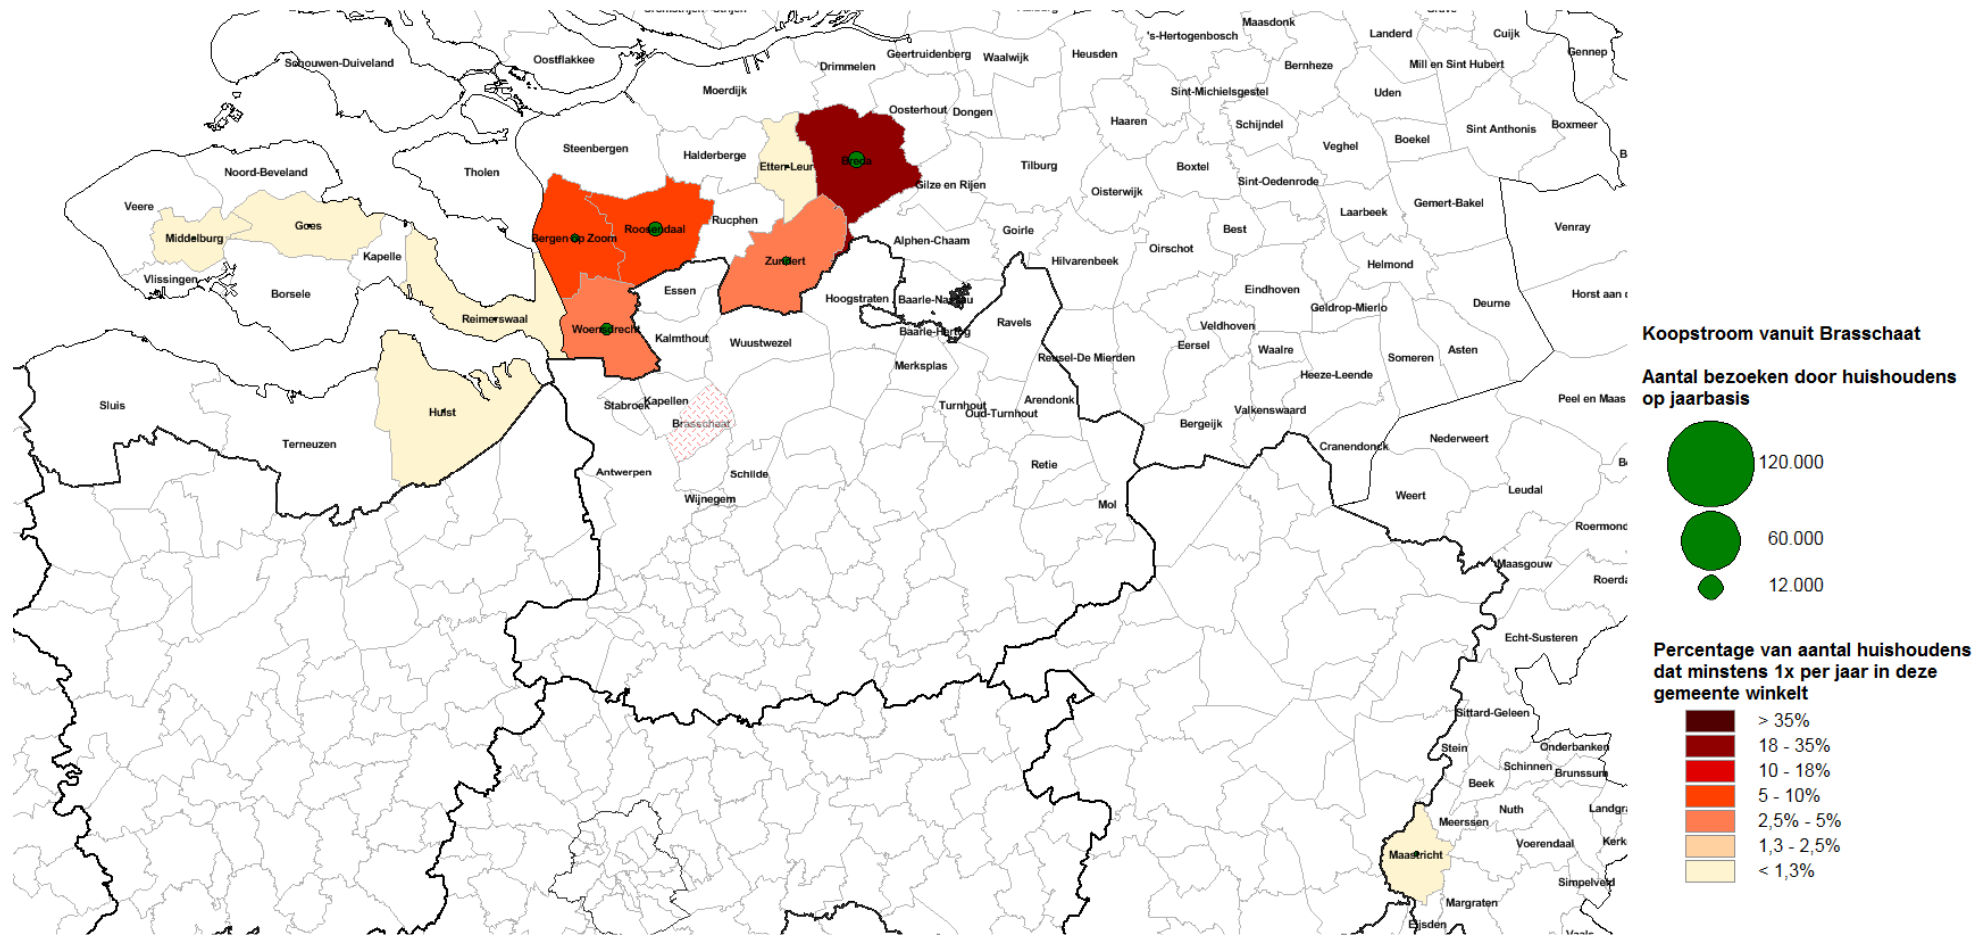 Maasdonk
Landerd
Cuijk
's-Hertogenbosch
Gennep
Geertruidenberg
Waalwijk
Heusden
Oostflakkee
Schouwen-Duiveland
Drimmelen
Bernheze
Mill en Sint Hubert
Moerdijk
Sint-Michielsgestel
Uden
Oosterhout
Dongen
Haaren
Schijndel
Sint Anthonis
Boxmeer
Boekel
Veghel
Steenbergen
Halderberge
Etten-Leur
Breda
Tilburg
Boxtel
Noord-Beveland
Tholen
Gilze en Rijen
Oisterwijk
Sint-Oedenrode
Veere
Laarbeek
Gemert-Bakel
Rucphen
Goes
Roosendaal
Goirle
Best
Venray
Middelburg
Bergen op Zoom
Alphen-Chaam
Oirschot
Kapelle
Zundert
Hilvarenbeek
Helmond
Vlissingen
Borsele
Essen
Hoogstraten
Baarle-Nassau
Eindhoven
Horst aan
Geldrop-Mierlo
Deurne
Reimerswaal
Woensdrecht
Kalmthout
Wuustwezel
Baarle-Hertog
Ravels
Veldhoven
Eersel
Waalre
Reusel-De Mierden
Someren
Asten
Merksplas
Heeze-Leende
Sluis
Hulst
Stabroek
Kapellen
Turnhout
Oud-Turnhout
Arendonk
Valkenswaard
Peel en Maas
Terneuzen
Brasschaat
Bergeijk
Cranendonck
Nederweert
Antwerpen
Schilde
Retie
Wijnegem
Mol
Weert
Leudal
Roermond
Maasgouw
Roerda
Echt-Susteren
Sittard-Geleen
Stein
Onderbanken
Schinnen
Brunssum
Beek
Nuth
Landgra
Meerssen
Voerendaal
Kerk
Maastricht
Simpelveld
Margraten
Eijsden
Koopstroom vanuit Brasschaat
Aantal bezoeken door huishoudens
op jaarbasis
120.000
60.000
12.000
Percentage van aantal huishoudens
dat minstens 1x per jaar in deze
gemeente winkelt
> 35%
18 - 35%
10 - 18%
5 - 10%
2,5% - 5%
1,3 - 2,5%
< 1,3%